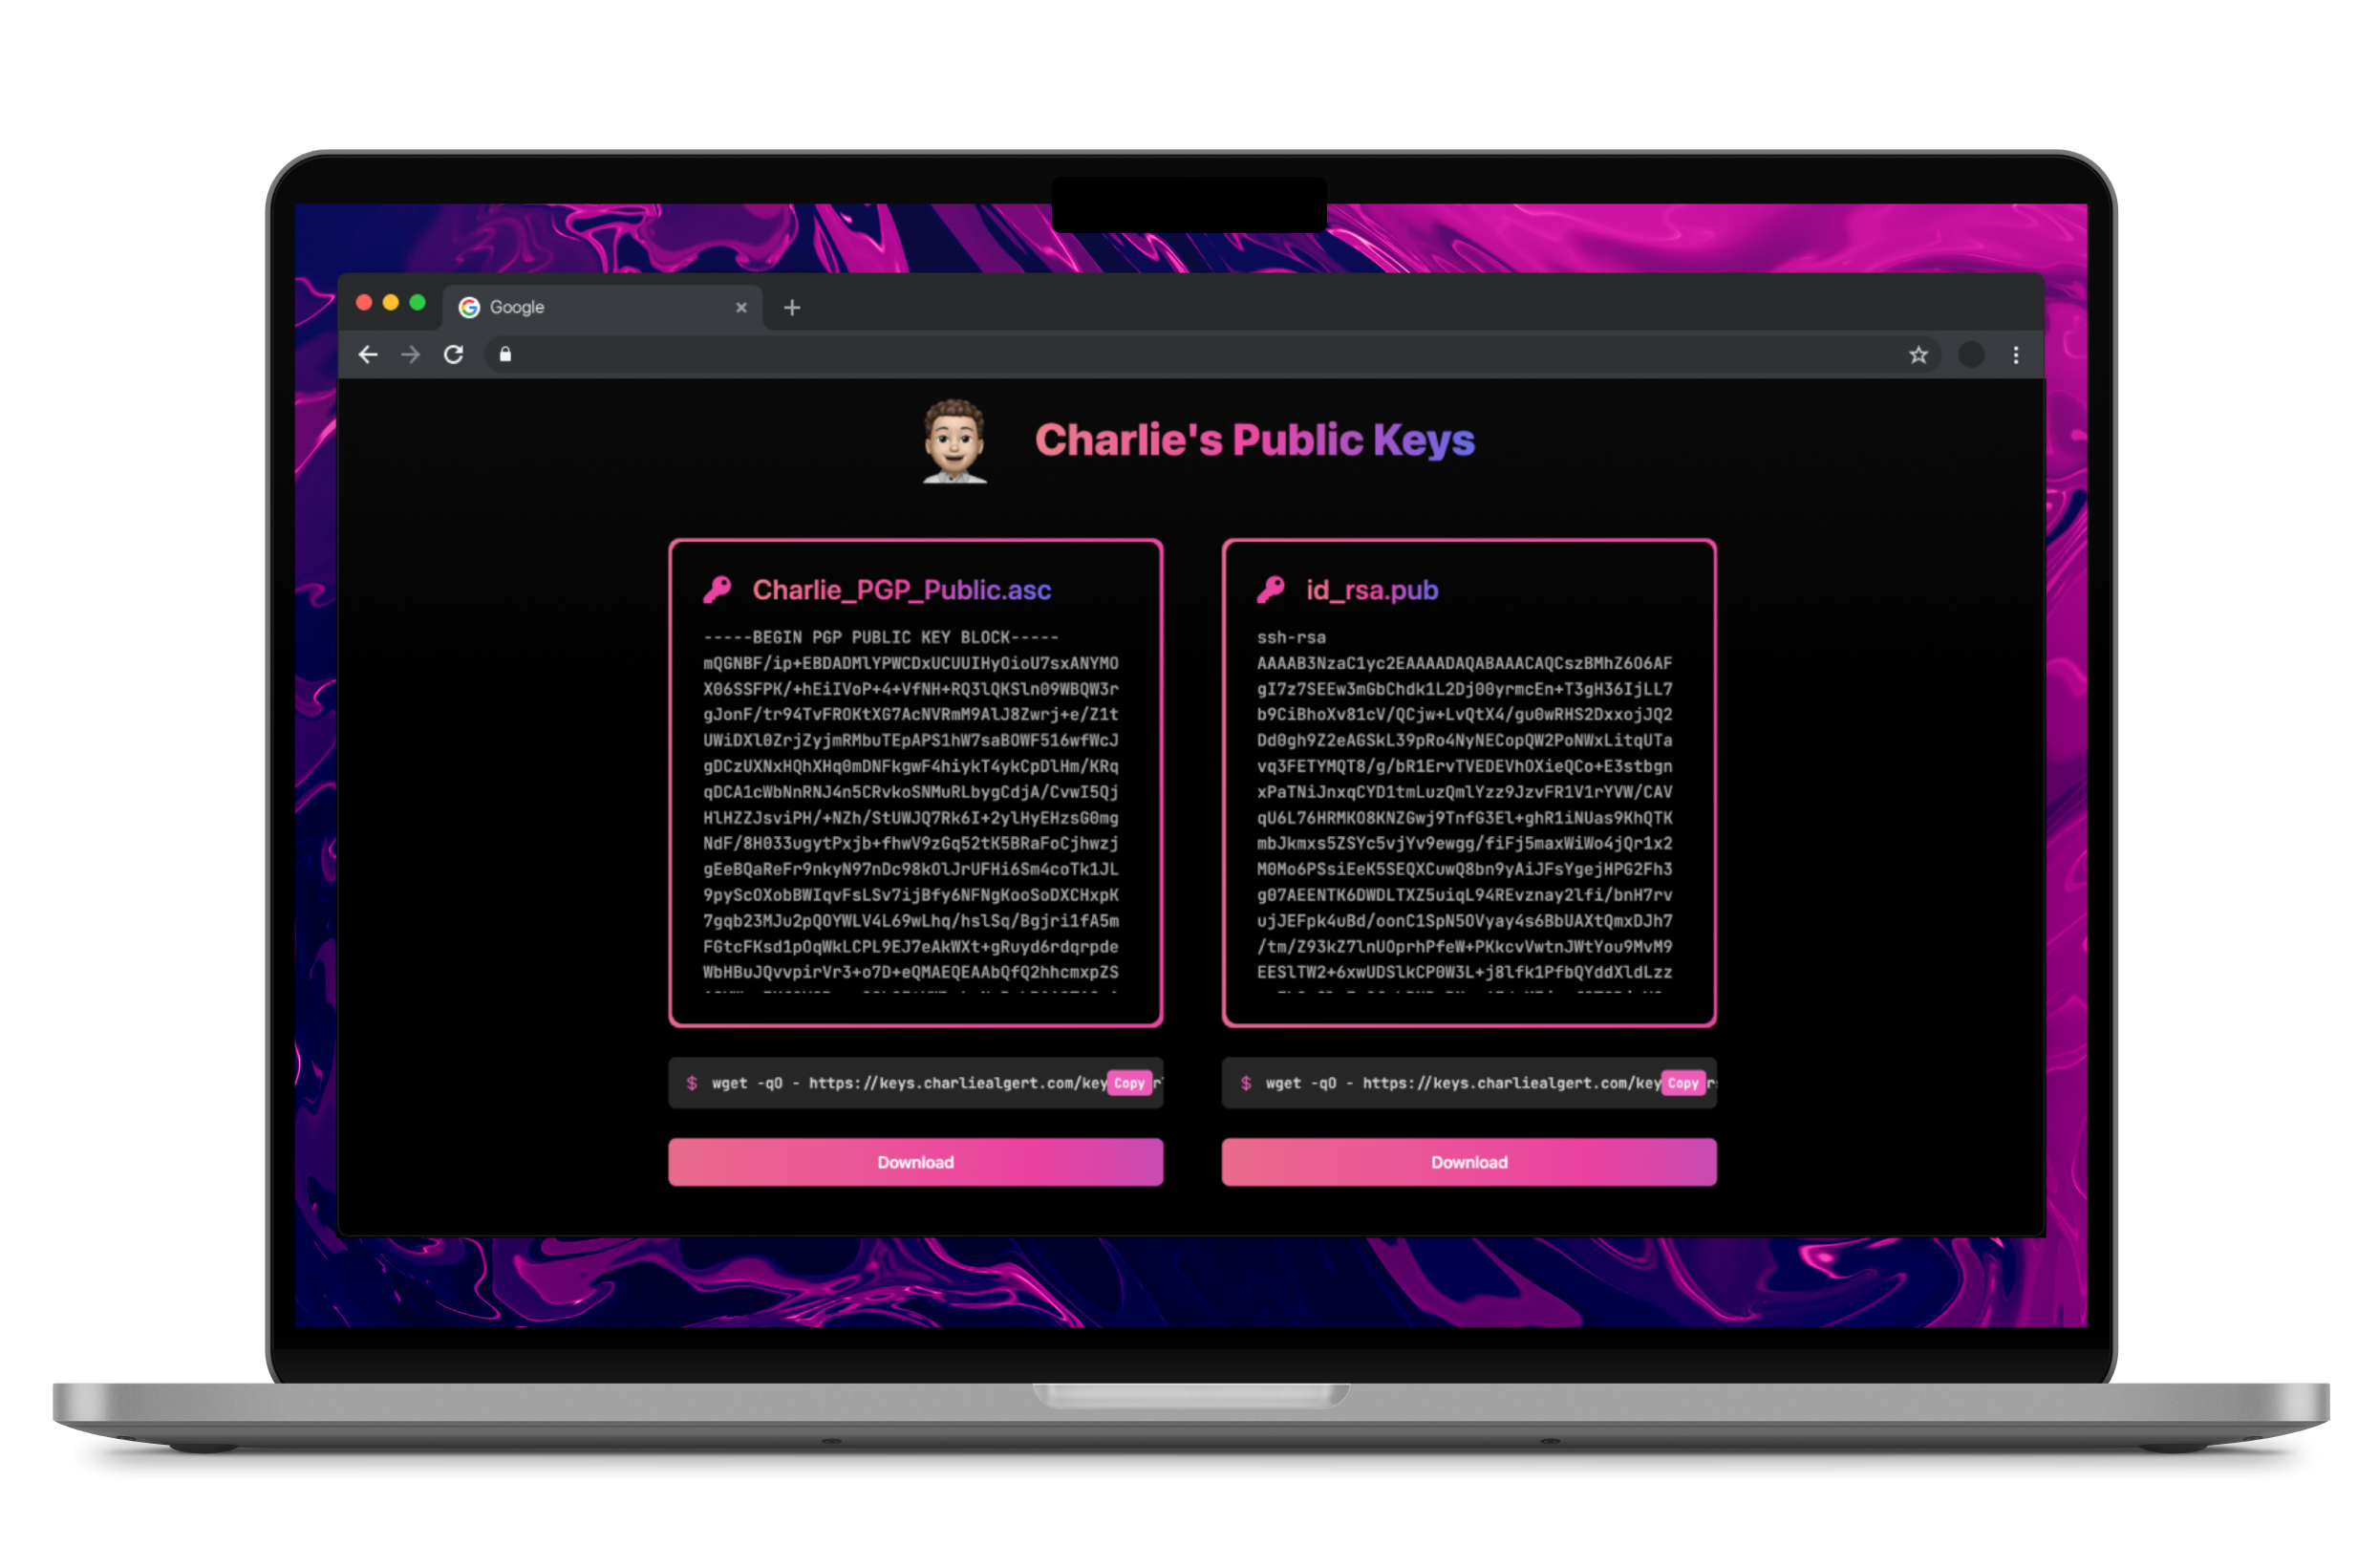 Google
Charlie's Public Keys
Charlie_PGP_Public.asc
-----BEGIN PGP PUBLIC KEY BLOCK-----
mQGNBF/ip+EBDADMlYPWCDxUCUUIHyOioU7sxANYMO
X06SSFPK/+hEiIVoP+4+VfNH+RQ3lQKSln09WBQW3r
gJonF/tr94TvFROKtXG7AcNVRmM9AlJ8Zwrj+e/Z1t
UWiDXl0ZrjZyjmRMbuTEpAPS1hW7saBOWF516wfWcJ
gDCzUXNxHQhXHq0mDNFkgwF4hiykT4ykCpDlHm/KRq
qDCA1cWbNnRNJ4n5CRvkoSNMuRLbygCdjA/CvwI5Qj
HlHZZJsviPH/+NZh/StUWJQ7Rk6I+2ylHyEHzsG0mg
NdF/8H033ugytPxjb+fhwV9zGq52tK5BRaFoCjhwzj
gEeBQaReFr9nkyN97nDc98kOlJrUFHi6Sm4coTk1JL
9pyScOXobBWIqvFsLSv7ijBfy6NFNgKooSoDXCHxpK
7gqb23MJu2pQOYWLV4L69wLhq/hslSq/Bgjri1fA5m
FGtcFKsd1pOqWkLCPL9EJ7eAkWXt+gRuyd6rdqrpde
WbHBuJQvvpirVr3+o7D+eQMAEQEAAbQfQ2hhcmxpZS
$ wget -qO - https://keys.charliealgert.com/key
Copy
Download
id_rsa.pub
ssh-rsa
AAAAB3NzaC1yc2EAAAADAQABAAACAQCszBMhZ6O6AF
gI7z7SEEw3mGbChdk1L2Dj00yrmcEn+T3gH36IjLL7
b9CiBhoXv81cV/QCjw+LvQtX4/gu0wRHS2DxxojJQ2
Dd0gh9Z2eAGSkL39pRo4NyNECopQW2PoNWxLitqUTa
vq3FETYMQT8/g/bR1ErvTVEDEVhOXieQCo+E3stbgn
xPaTNiJnxqCYD1tmLuzQmlYzz9JzvFR1V1rYVW/CAV
qU6L76HRMKO8KNZGwj9TnfG3El+ghR1iNUas9KhQTK
mbJkmxs5ZSYc5vjYv9ewgg/fiFj5maxWiWo4jQr1x2
M0Mo6PSsiEeK5SEQXCuwQ8bn9yAiJFsYgejHPG2Fh3
g07AEENTK6DWDLTXZ5uiqL94REvznay2lfi/bnH7rv
ujJEFpk4uBd/oonC1SpN5OVyay4s6BbUAXtQmxDJh7
/tm/Z93kZ7lnUOprhPfeW+PKkcvVwtnJWtYou9MvM9
EESlTW2+6xwUDSlkCP0W3L+j8lfk1PfbQYddXldLzz
$ wget -qO - https://keys.charliealgert.com/key
Copy
Download